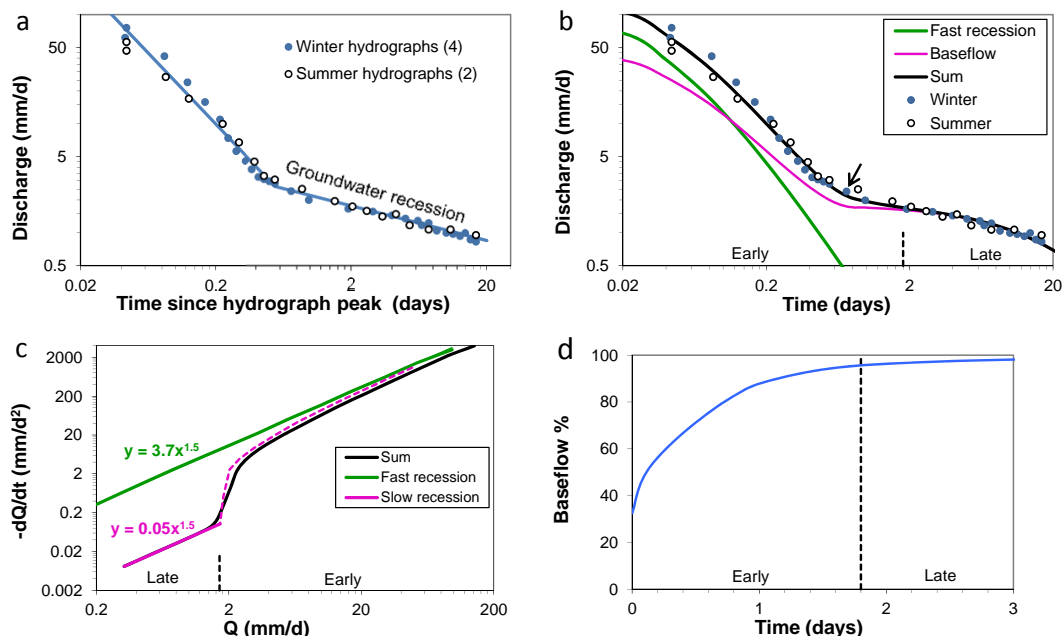 a
Discharge (mm/d)
50
5
0.5
0.02
0.2
2
20
Time since hydrograph peak (days)
Winter hydrographs (4)
Summer hydrographs (2)
Groundwater recession
b
Discharge (mm/d)
50
5
0.5
0.02
0.2
2
20
Time (days)
Fast recession
Baseflow
Sum
Winter
Summer
Early
Late
c
-dQ/dt (mm/d²)
2000
200
20
2
0.2
0.02
0.002
0.2
2
20
200
Q (mm/d)
y = 3.7x^1.5
y = 0.05x^1.5
Sum
Fast recession
Slow recession
Late
Early
d
Baseflow %
100
80
60
40
20
0
0
1
2
3
Time (days)
Early
Late